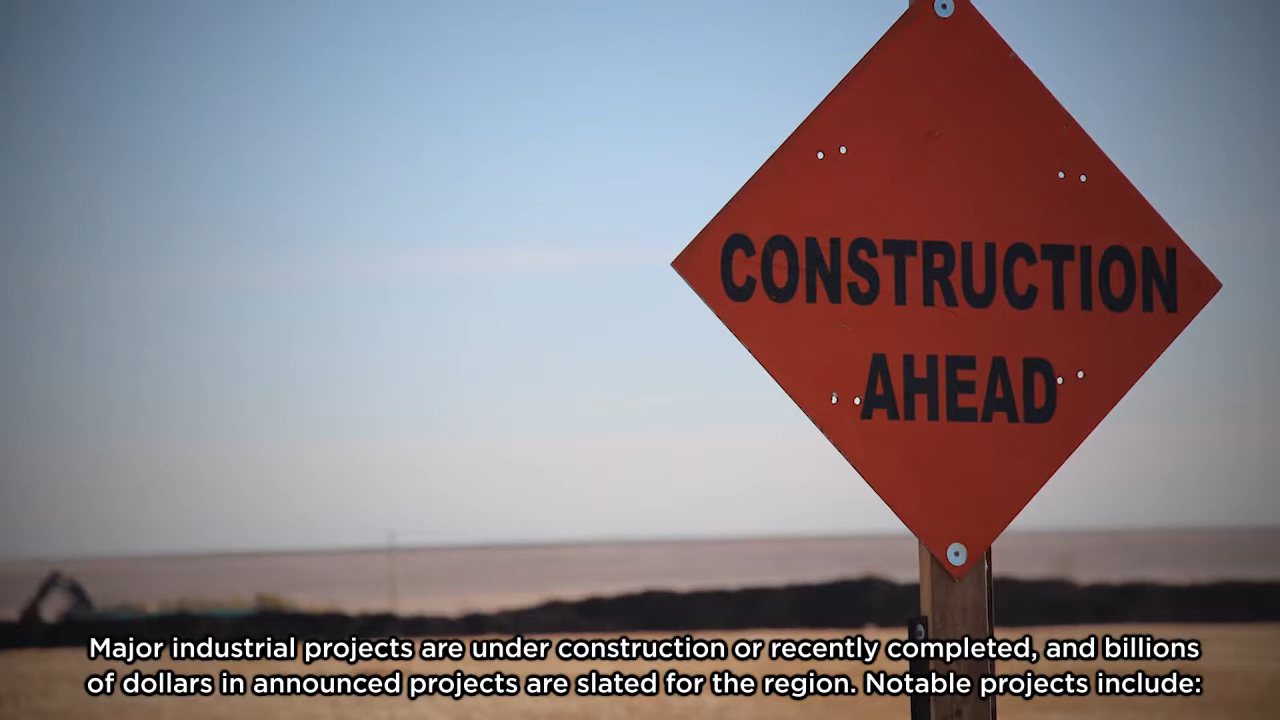 CONSTRUCTION
AHEAD
Major industrial projects are under construction or recently completed, and billions
of dollars in announced projects are slated for the region. Notable projects include: